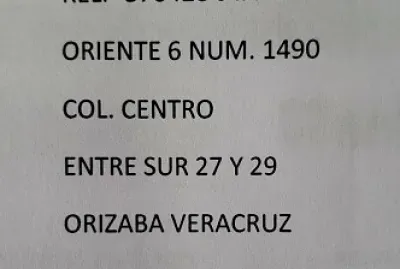 ORIENTE 6 NUM. 1490
COL. CENTRO
ENTRE SUR 27 Y 29
ORIZABA VERACRUZ